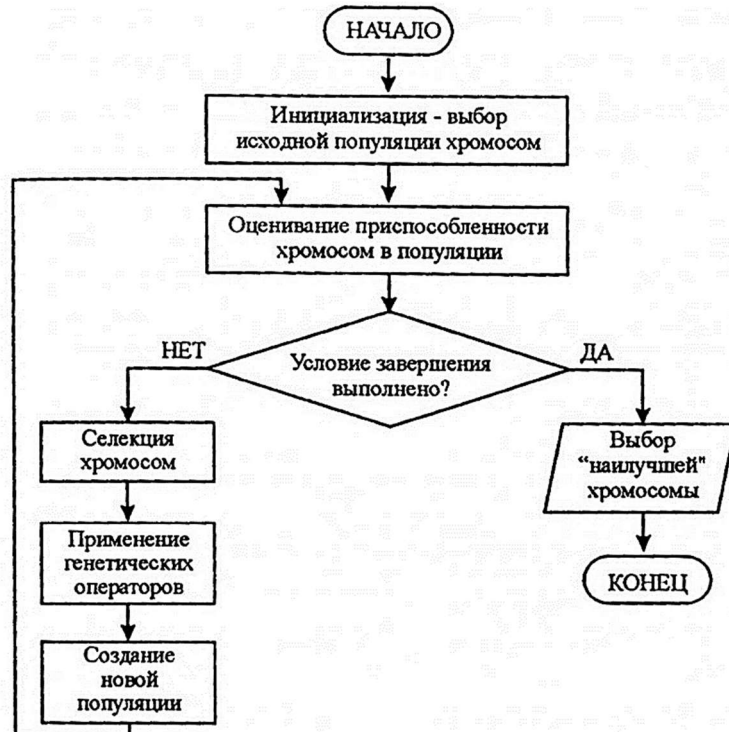 НАЧАЛО
Инициализация - выбор
исходной популяции хромосом
Оценивание приспособленности
хромосом в популяции
НЕТ
ДА
Условие завершения
выполнено?
Селекция
хромосом
Выбор
“наилучшей"
хромосомы
Применение
генетических
операторов
КОНЕЦ
Создание
новой
популяции